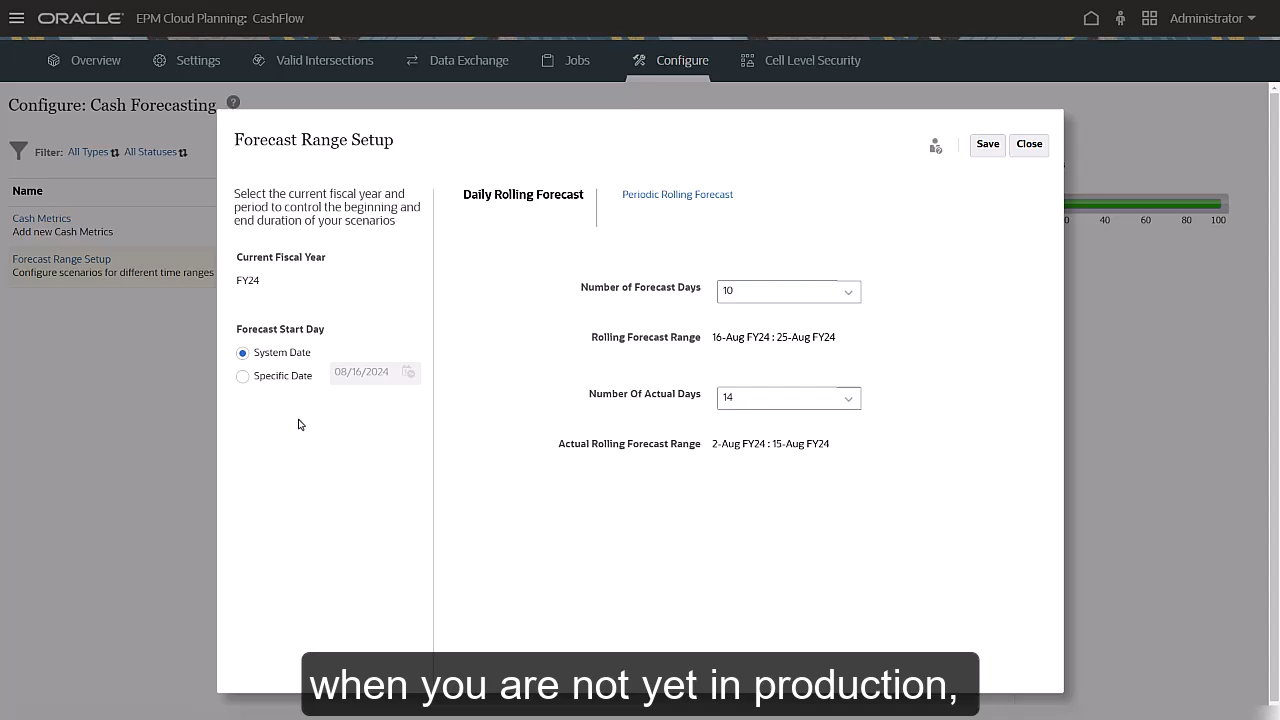 ORACLE EPM Cloud Planning: CashFlow Administrator
Overview Settings Valid Intersections Data Exchange Jobs Configure Cell Level Security
Configure: Cash Forecasting ?
Filter: All Types All Statuses
Name
Cash Metrics
Add new Cash Metrics
Forecast Range Setup
Configure scenarios for different time ranges
Forecast Range Setup
Save Close
Select the current fiscal year and
period to control the beginning and
end duration of your scenarios
Current Fiscal Year
FY24
Forecast Start Day
System Date
Specific Date 08/16/2024
Daily Rolling Forecast Periodic Rolling Forecast
Number of Forecast Days 10
Rolling Forecast Range 16-Aug FY24 : 25-Aug FY24
Number Of Actual Days 14
Actual Rolling Forecast Range 2-Aug FY24 : 15-Aug FY24
40 60 80 100
when you are not yet in production,